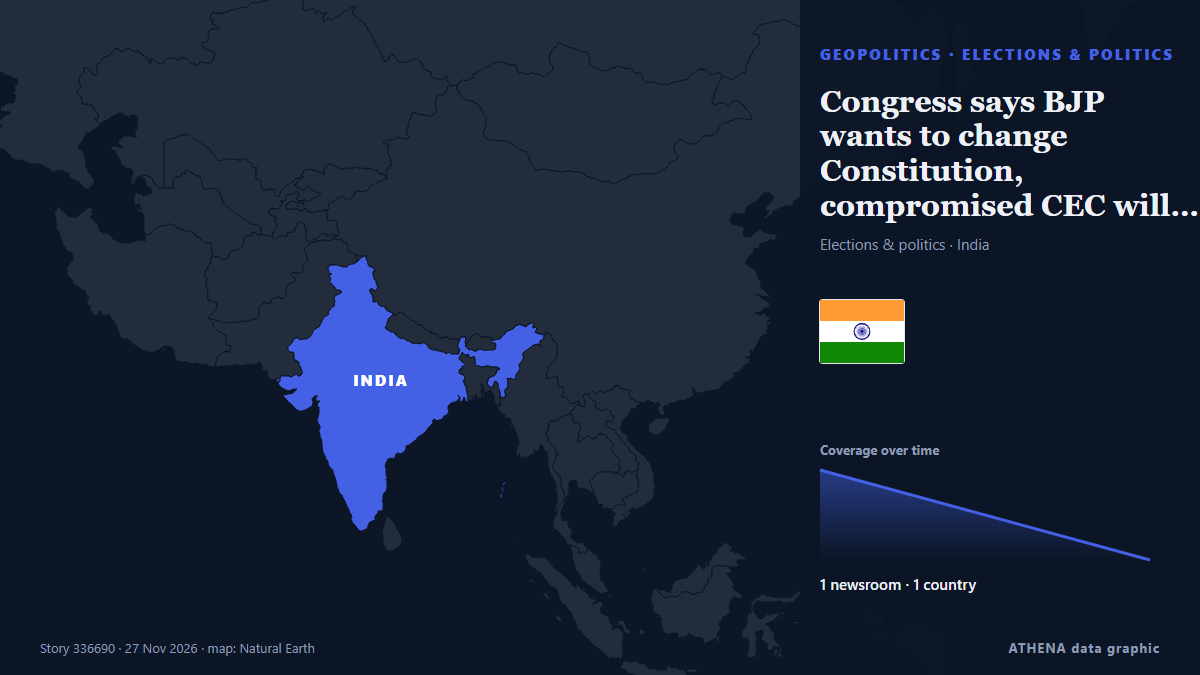 GEOPOLITICS · ELECTIONS & POLITICS
Congress says BJP
wants to change
Constitution,
compromised CEC will...
Elections & politics · India
INDIA
Coverage over time
1 newsroom · 1 country
Story 336690 · 27 Nov 2026 · map: Natural Earth
ATHENA data graphic